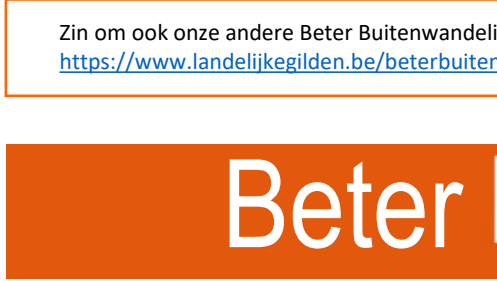 Zin om ook onze andere Beter Buitenwandeli
https://www.landelijkegilden.be/beterbuiten
Beter